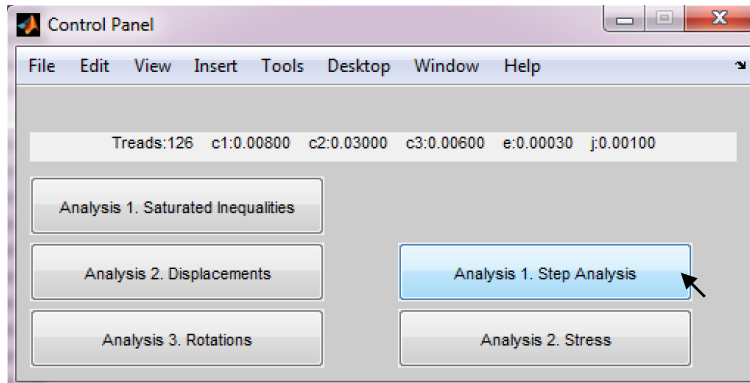 Control Panel
File Edit View Insert Tools Desktop Window Help
Treads:126 c1:0.00800 c2:0.03000 c3:0.00600 e:0.00030 j:0.00100
Analysis 1. Saturated Inequalities
Analysis 2. Displacements
Analysis 1. Step Analysis
Analysis 3. Rotations
Analysis 2. Stress